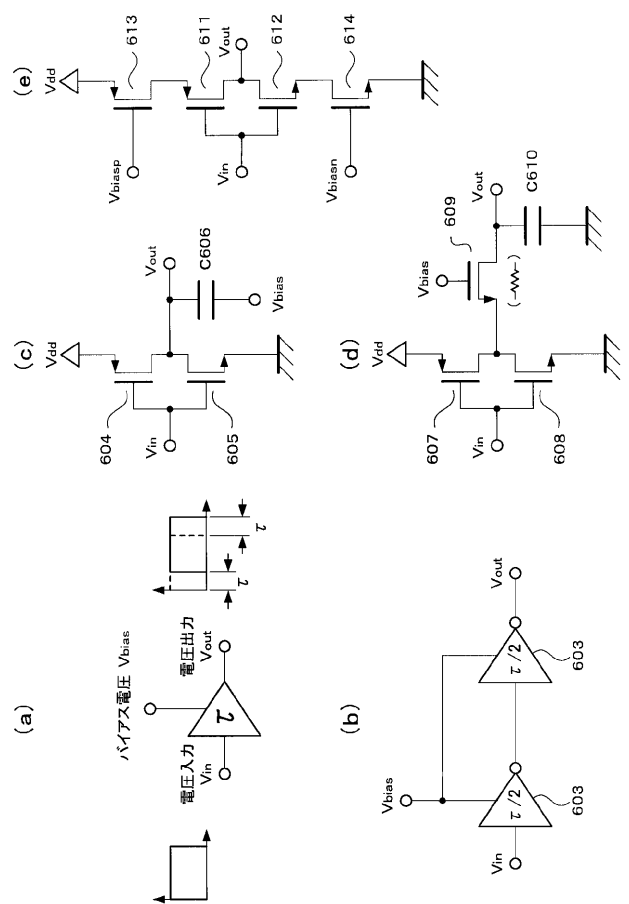 (a)
バイアス電圧 Vbias
電圧入力
Vin
τ
電圧出力
Vout
τ
τ
(b)
Vbias
Vin
τ/2
603
τ/2
603
Vout
(c)
Vdd
604
Vin
605
Vout
C606
Vbias
(d)
Vdd
607
Vin
608
Vbias
609
Vout
C610
(e)
Vdd
613
Vbiasp
611
Vin
Vout
612
Vbiasn
614